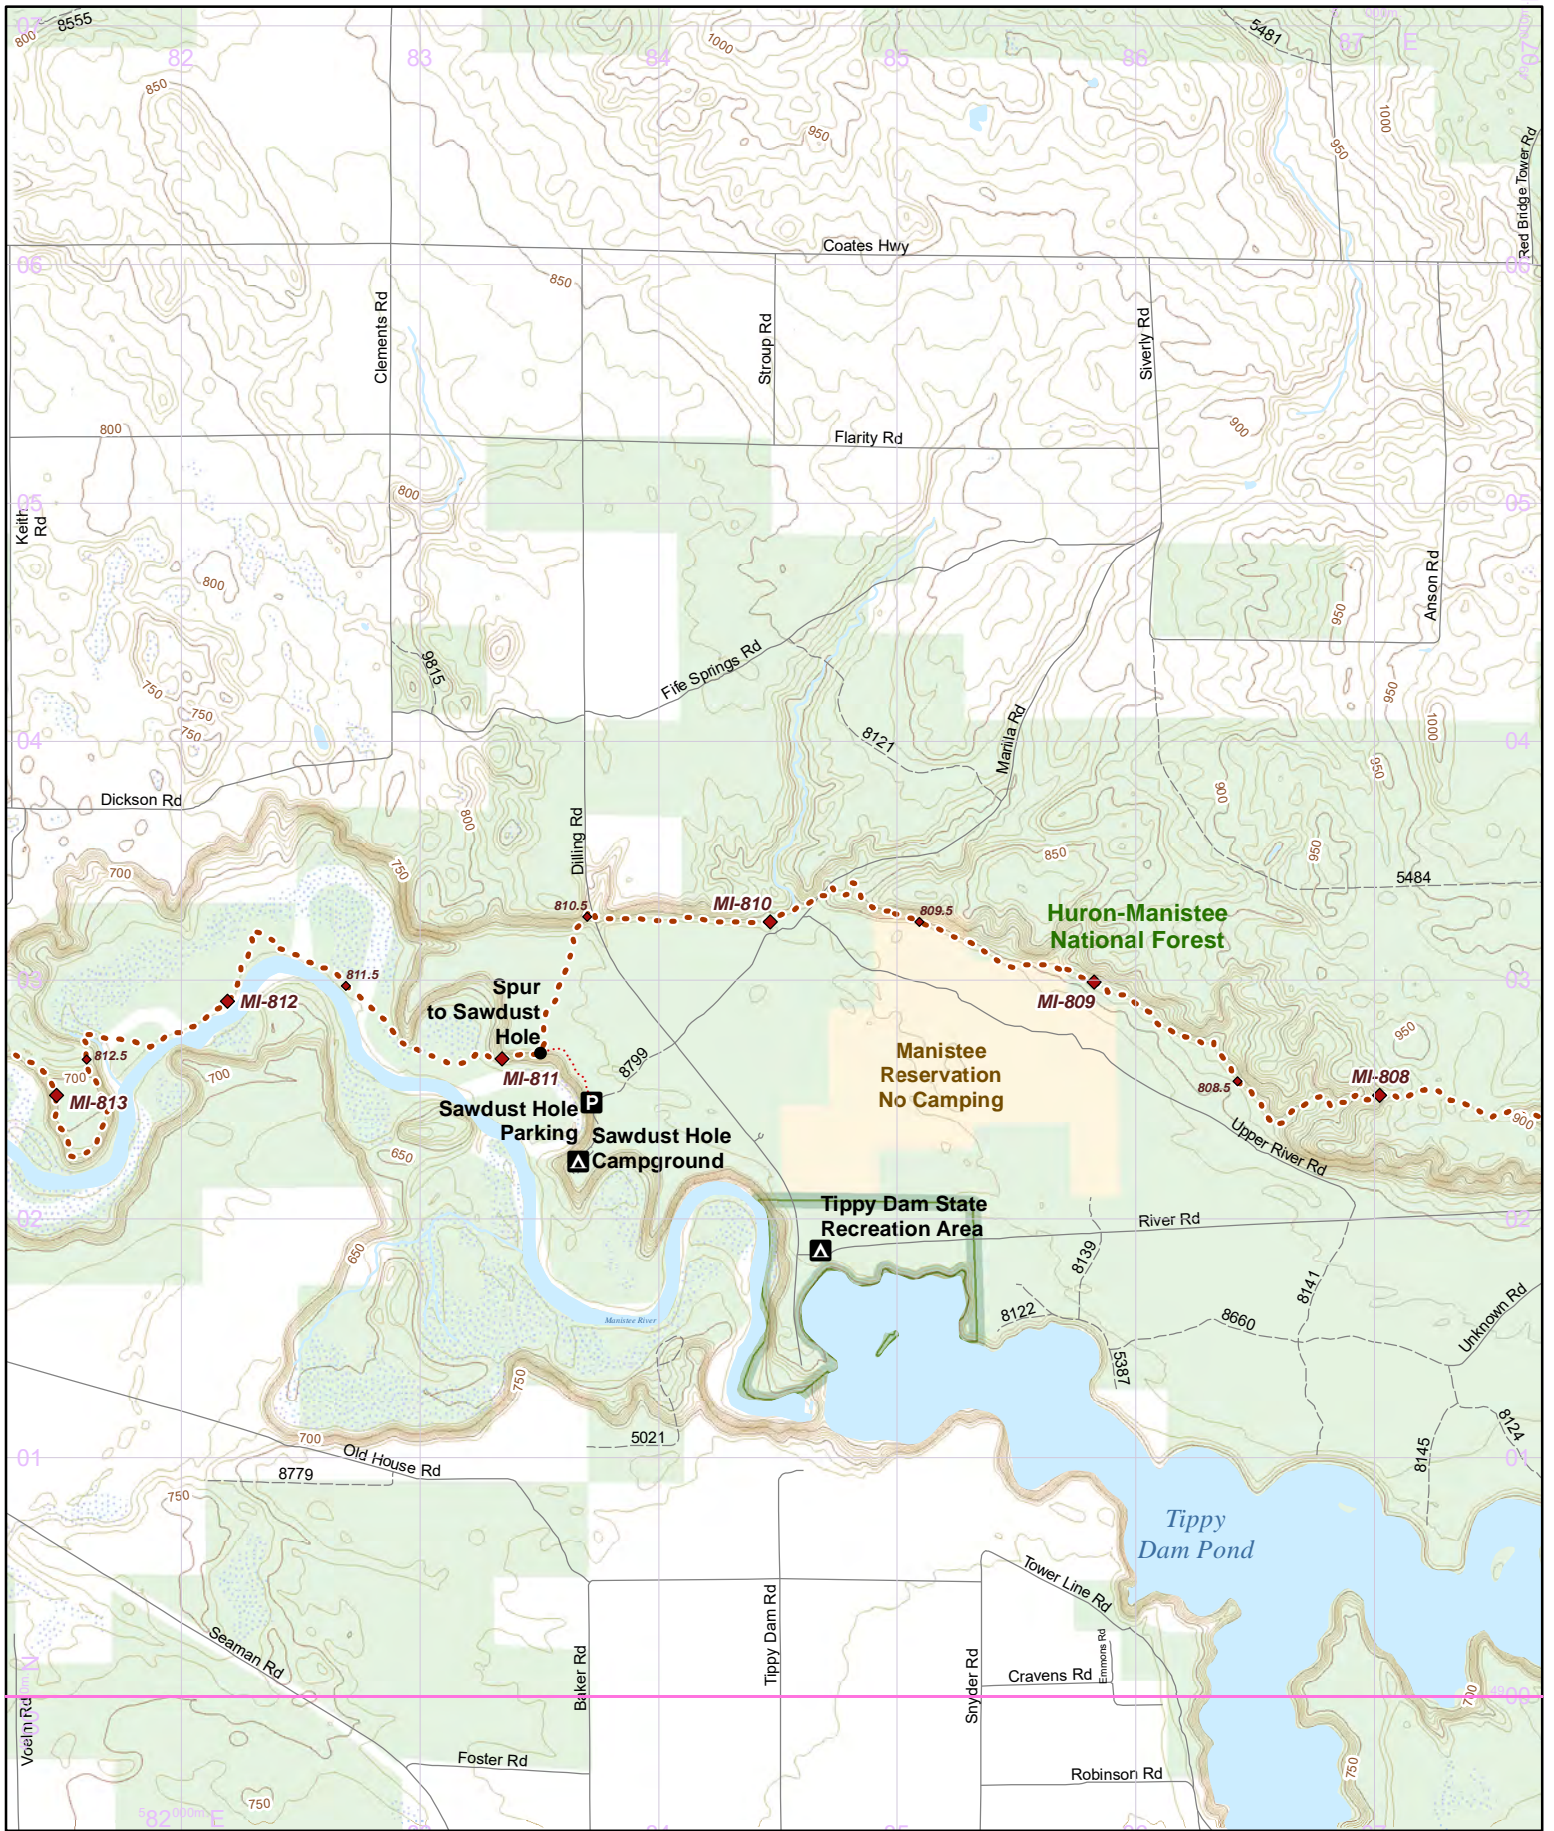 07
8555
800
1000
5481
000m.
82
83
84
85
86
87
E
07
850
950
1000
950
Red Bridge Tower Rd
Coates Hwy
06
06
850
Clements Rd
Stroup Rd
Siverly Rd
800
Flarity Rd
900
800
05
05
Keith
Rd
800
Anson Rd
950
9815
Fife Springs Rd
750
750
750
8121
Marilla Rd
950
1000
04
04
950
900
Dickson Rd
800
Dilling Rd
950
850
700
750
5484
810.5
MI-810
809.5
Huron-Manistee
National Forest
03
811.5
03
Spur
to Sawdust
Hole
MI-812
MI-809
950
812.5
8799
Manistee
Reservation
No Camping
700
700
MI-811
808.5
MI-808
MI-813
P
Sawdust Hole
Parking
900
Sawdust Hole
Campground
Upper River Rd
650
Tippy Dam State
Recreation Area
02
River Rd
02
650
8139
8141
Unknown Rd
Manistee River
8122
8660
5387
750
700
5021
8124
8145
Old House Rd
01
01
8779
750
Tippy
Dam Pond
Tower Line Rd
Tippy Dam Rd
Seaman Rd
Baker Rd
Snyder Rd
Emmons Rd
Cravens Rd
N
700
4900
Voelm Rd
Foster Rd
Robinson Rd
750
750
582000m.E